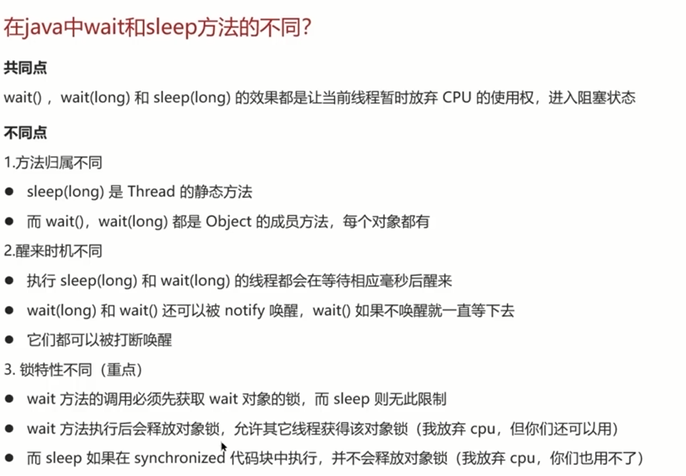 在java中wait和sleep方法的不同？
共同点
wait() ，wait(long) 和 sleep(long) 的效果都是让当前线程暂时放弃 CPU 的使用权，进入阻塞状态
不同点
1.方法归属不同
● sleep(long) 是 Thread 的静态方法
● 而 wait()，wait(long) 都是 Object 的成员方法，每个对象都有
2.醒来时机不同
● 执行 sleep(long) 和 wait(long) 的线程都会在等待相应毫秒后醒来
● wait(long) 和 wait() 还可以被 notify 唤醒，wait() 如果不唤醒就一直等下去
● 它们都可以被打断唤醒
3. 锁特性不同（重点）
● wait 方法的调用必须先获取 wait 对象的锁，而 sleep 则无此限制
● wait 方法执行后会释放对象锁，允许其它线程获得该对象锁（我放弃 cpu，但你们还可以用）
● 而 sleep 如果在 synchronized 代码块中执行，并不会释放对象锁（我放弃 cpu，你们也用不了）